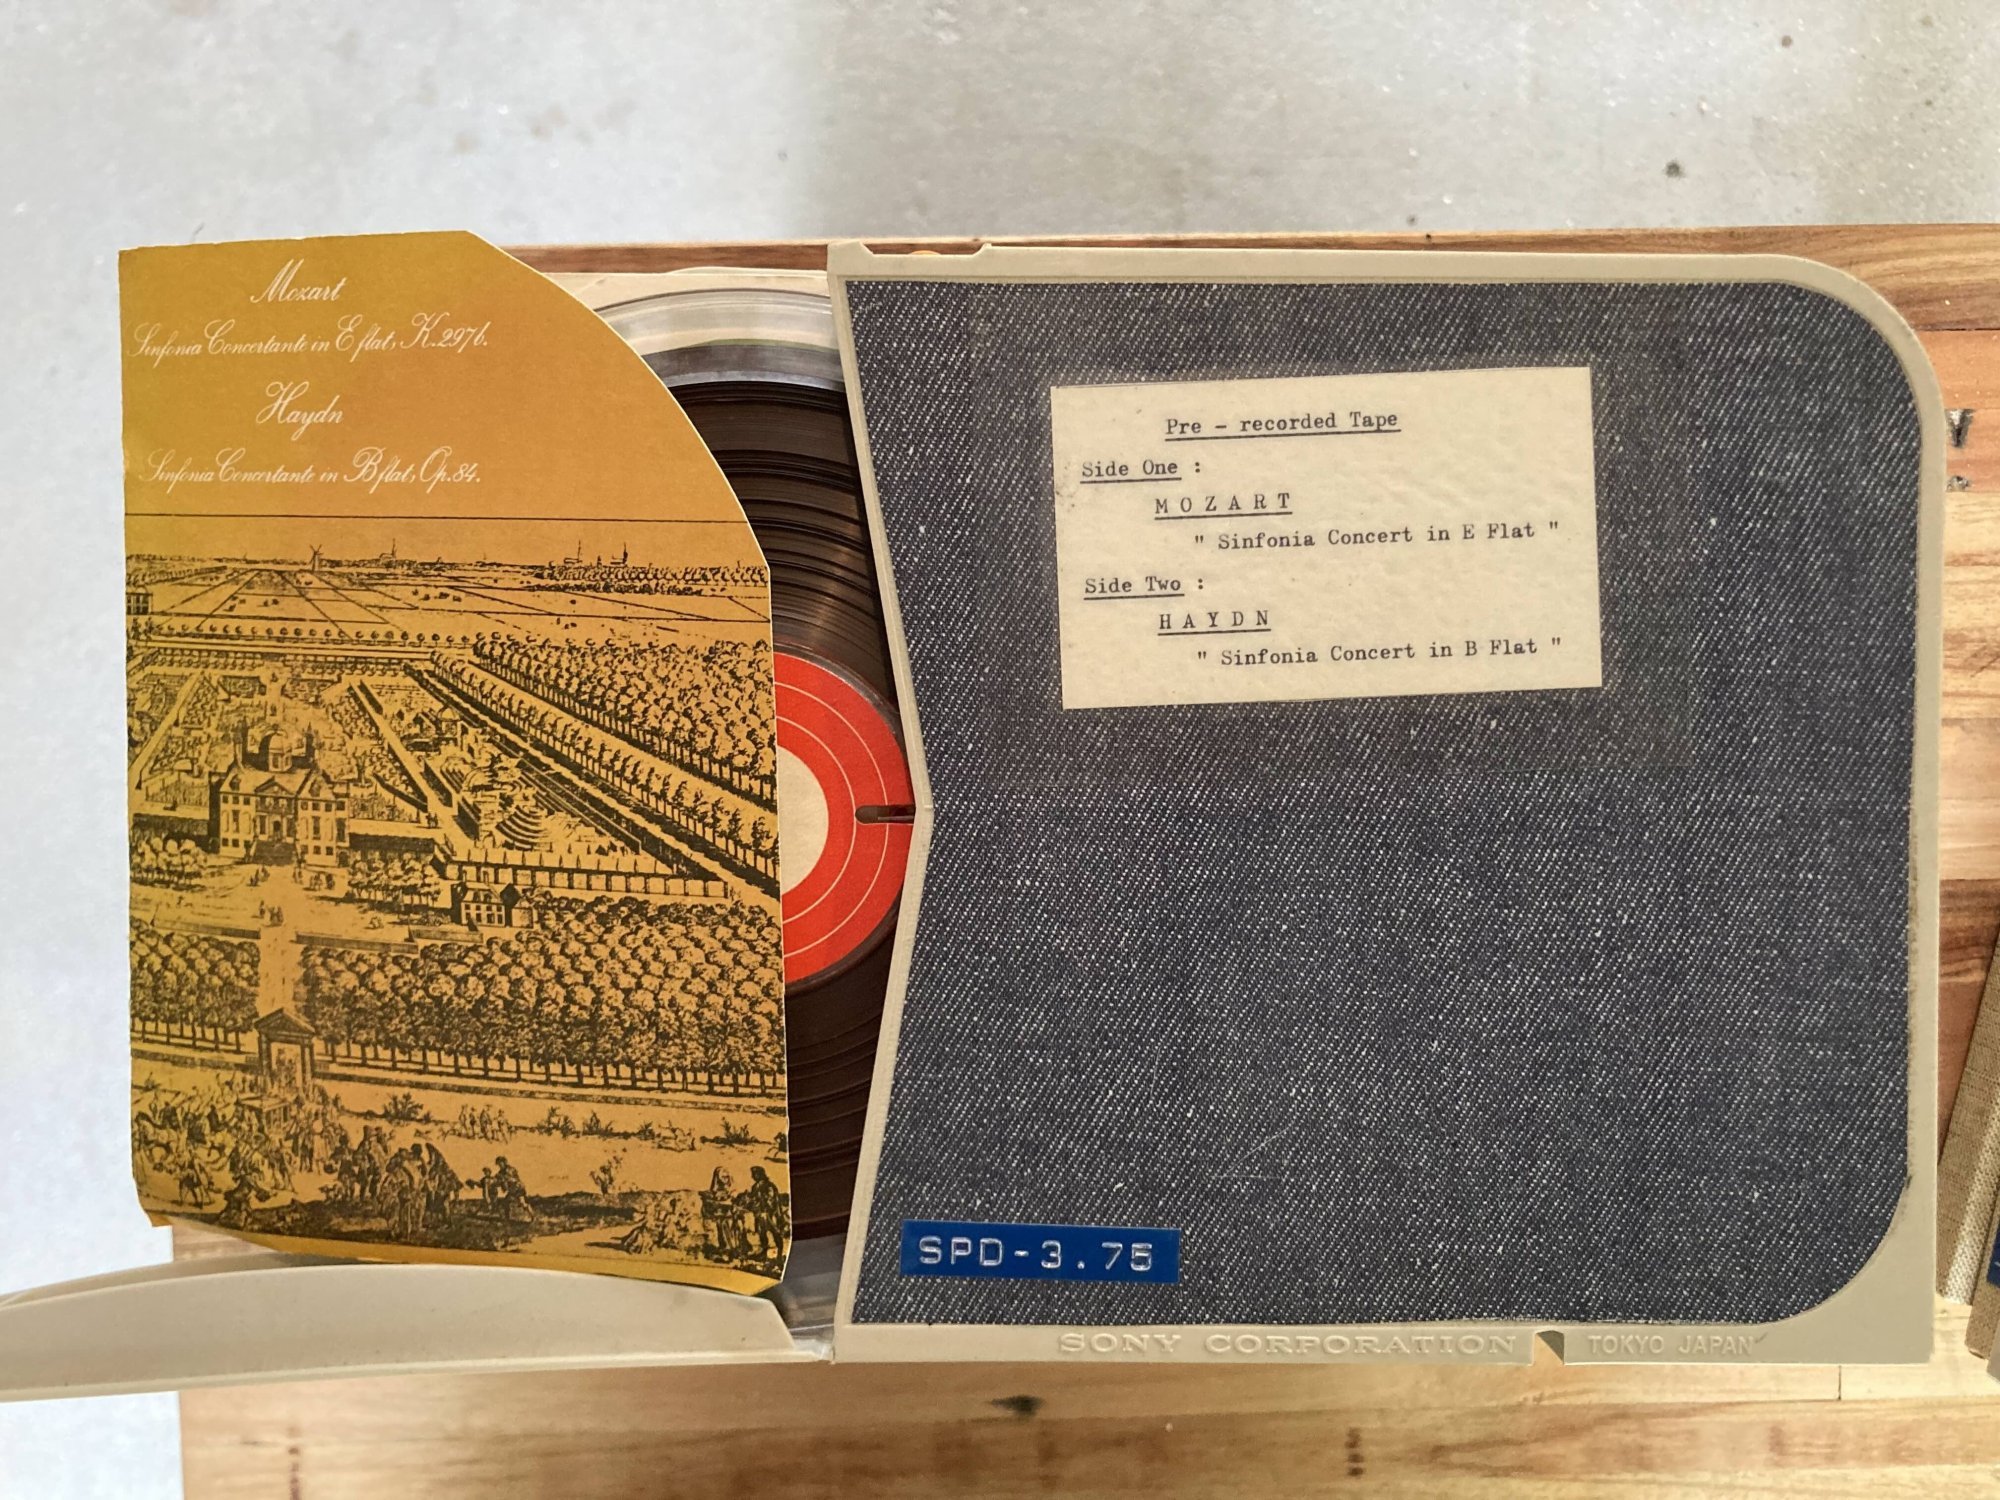 Mozart
Sinfonia Concertante in E flat, K.297b.
Haydn
Sinfonia Concertante in B flat, Op. 84.
Pre - recorded Tape
Side One :
MOZART
" Sinfonia Concert in E Flat "
Side Two :
HAYDN
" Sinfonia Concert in B Flat "
SPD-3.75
SONY CORPORATION TOKYO JAPAN